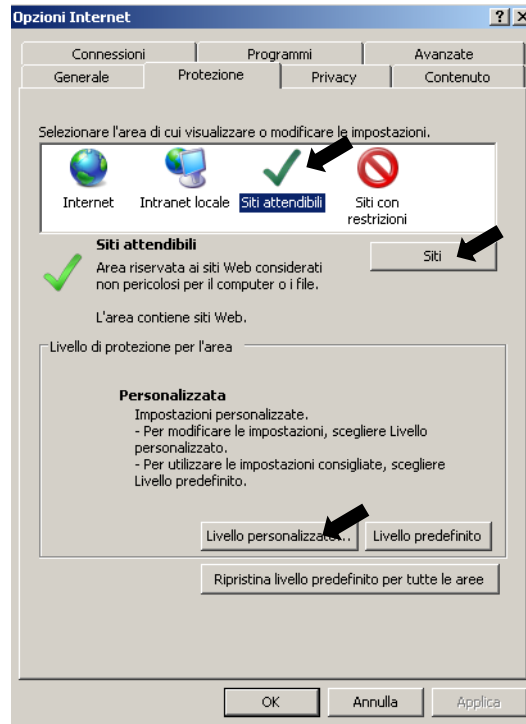 Opzioni Internet
Connessioni Programmi Avanzate
Generale Protezione Privacy Contenuto
Selezionare l'area di cui visualizzare o modificare le impostazioni.
Internet Intranet locale Siti attendibili Siti con
restrizioni
Siti attendibili
Siti
Area riservata ai siti Web considerati
non pericolosi per il computer o i file.
L'area contiene siti Web.
Livello di protezione per l'area
Personalizzata
Impostazioni personalizzate.
- Per modificare le impostazioni, scegliere Livello
personalizzato.
- Per utilizzare le impostazioni consigliate, scegliere
Livello predefinito.
Livello personalizzato... Livello predefinito
Ripristina livello predefinito per tutte le aree
OK Annulla Applica